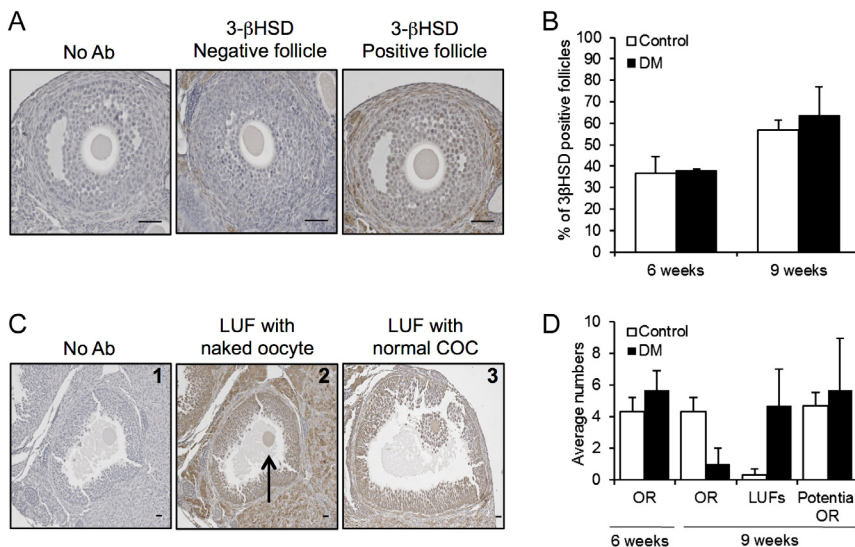 A
No Ab
3-βHSD
Negative follicle
3-βHSD
Positive follicle
B
% of 3βHSD positive follicles
100
90
80
70
60
50
40
30
20
10
0
Control
DM
6 weeks
9 weeks
C
No Ab
LUF with
naked oocyte
LUF with
normal COC
1
2
3
D
Average numbers
10
8
6
4
2
0
Control
DM
OR
OR
LUFs
Potentia
OR
6 weeks
9 weeks